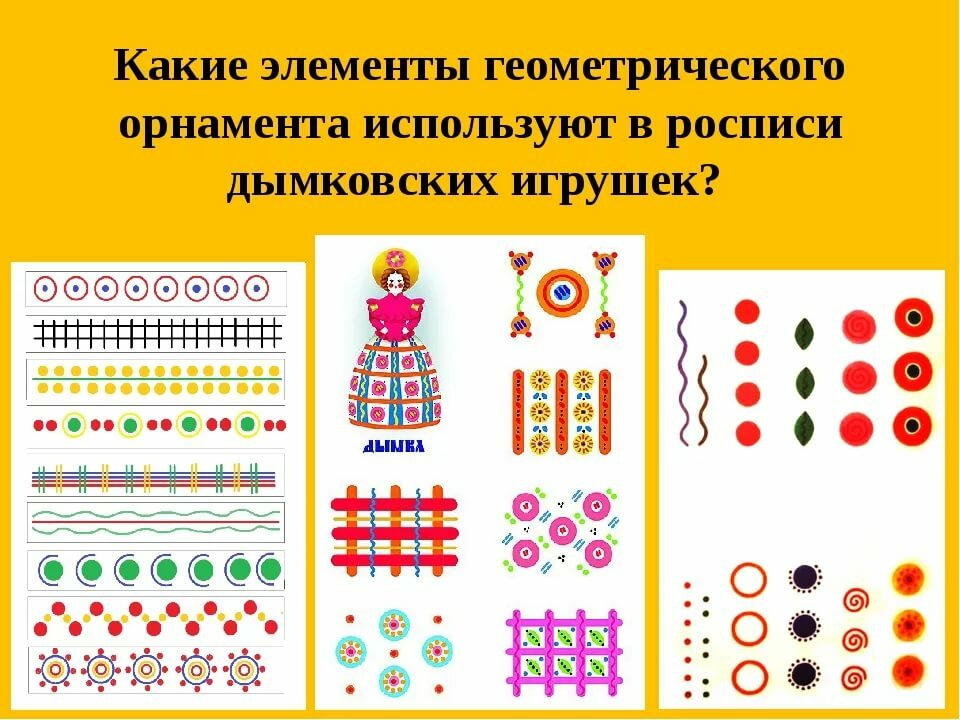 Какие элементы геометрического
орнамента используют в росписи
дымковских игрушек?
ДЫМКА